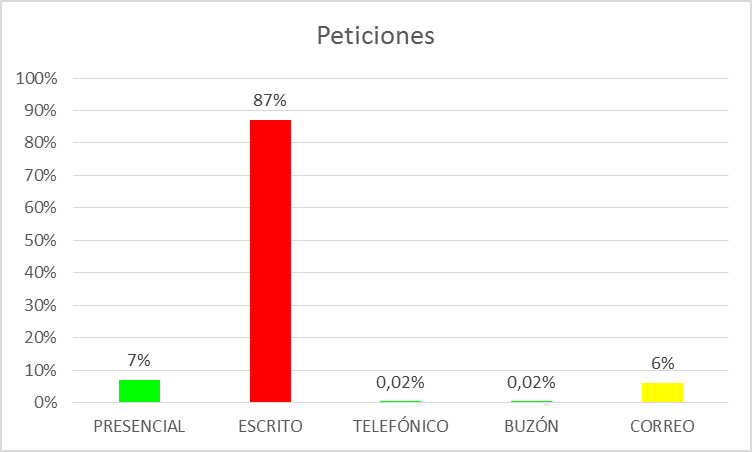 Peticiones
100%
90%
80%
70%
60%
50%
40%
30%
20%
10%
0%
7%
87%
0,02%
0,02%
6%
PRESENCIAL
ESCRITO
TELEFÓNICO
BUZÓN
CORREO